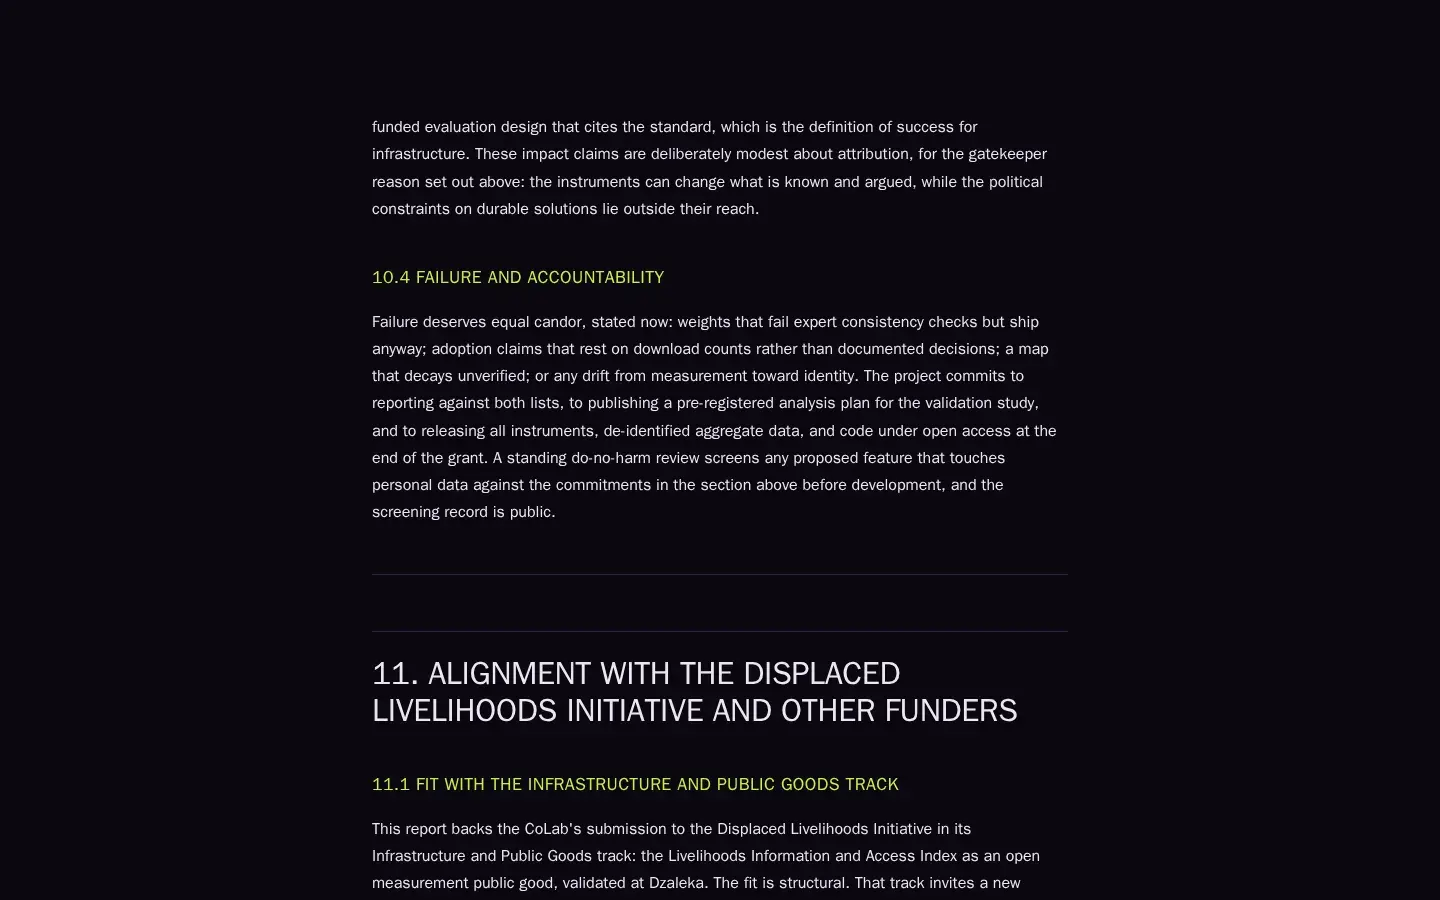 funded evaluation design that cites the standard, which is the definition of success for
infrastructure. These impact claims are deliberately modest about attribution, for the gatekeeper
reason set out above: the instruments can change what is known and argued, while the political
constraints on durable solutions lie outside their reach.
10.4 FAILURE AND ACCOUNTABILITY
Failure deserves equal candor, stated now: weights that fail expert consistency checks but ship
anyway; adoption claims that rest on download counts rather than documented decisions; a map
that decays unverified; or any drift from measurement toward identity. The project commits to
reporting against both lists, to publishing a pre-registered analysis plan for the validation study,
and to releasing all instruments, de-identified aggregate data, and code under open access at the
end of the grant. A standing do-no-harm review screens any proposed feature that touches
personal data against the commitments in the section above before development, and the
screening record is public.
11. ALIGNMENT WITH THE DISPLACED
LIVELIHOODS INITIATIVE AND OTHER FUNDERS
11.1 FIT WITH THE INFRASTRUCTURE AND PUBLIC GOODS TRACK
This report backs the CoLab's submission to the Displaced Livelihoods Initiative in its
Infrastructure and Public Goods track: the Livelihoods Information and Access Index as an open
measurement public good, validated at Dzaleka. The fit is structural. That track invites a new